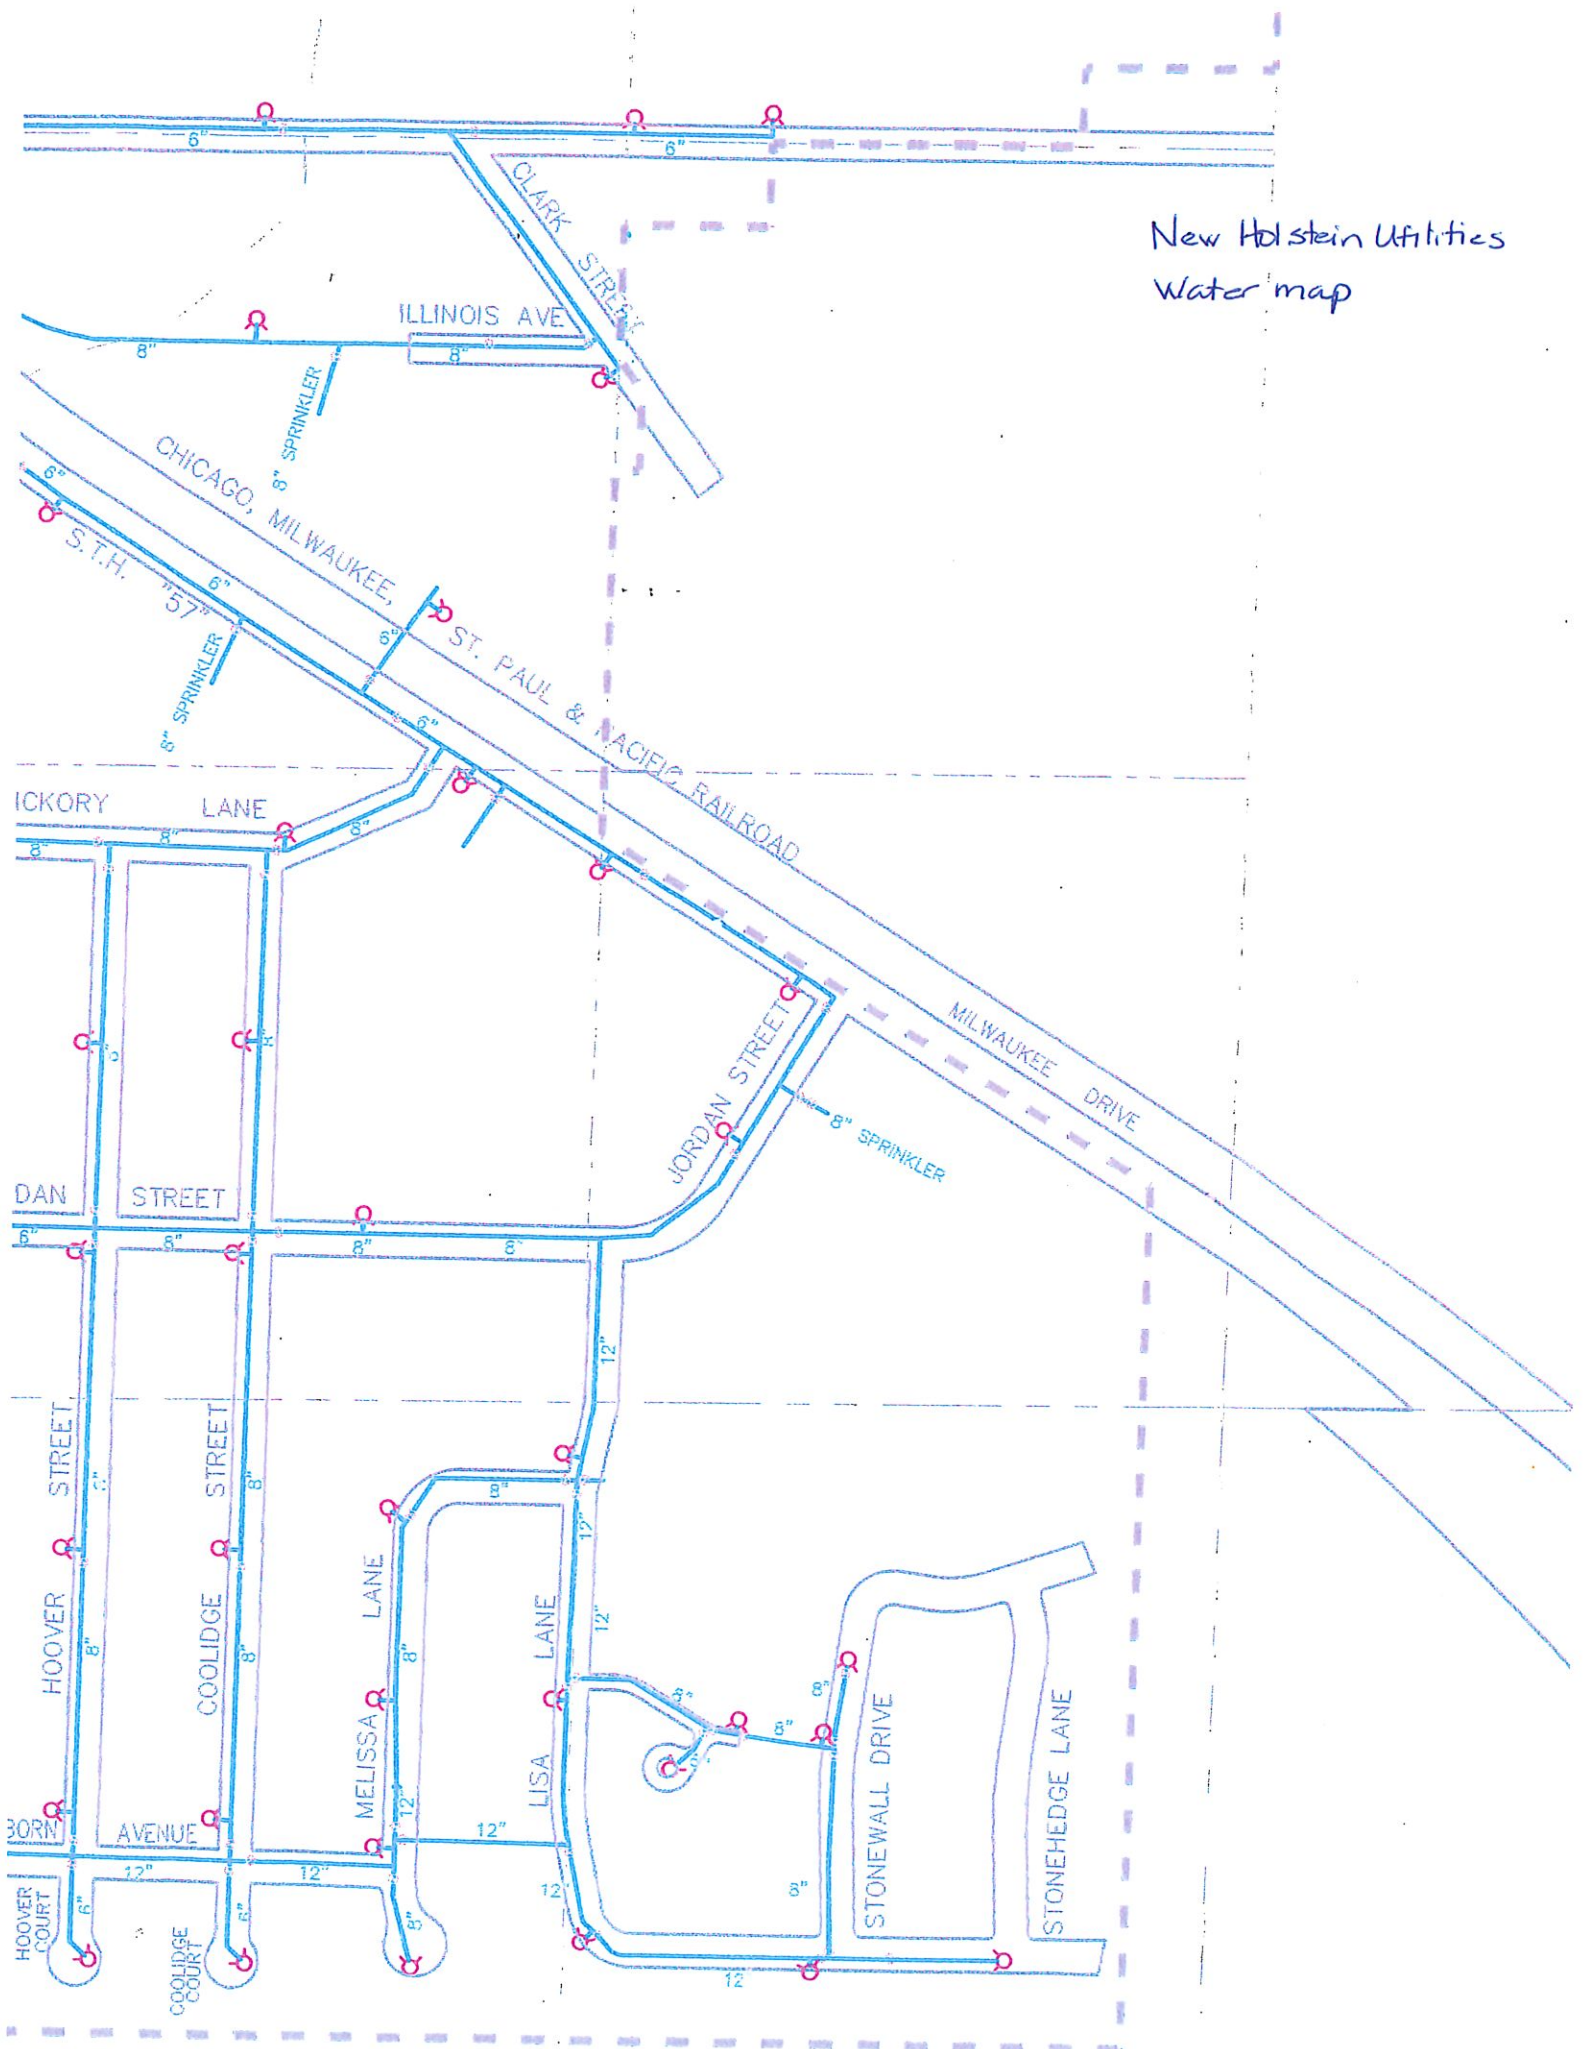 6"
6"
CLARK STREET
New Holstein Utilities
Water map
ILLINOIS AVE
8"
8"
8" SPRINKLER
CHICAGO, MILWAUKEE, ST. PAUL & PACIFIC RAILROAD
6"
S.T.H. "57"
6"
6"
8" SPRINKLER
6"
ICKORY LANE
8"
8"
8"
MILWAUKEE DRIVE
8"
JORDAN STREET
8" SPRINKLER
DAN STREET
6"
8"
8"
8"
12"
STREET
STREET
8"
8"
12"
LANE
LANE
12"
HOOVER
COOLIDGE
8"
8"
8"
8"
8"
8"
MELISSA
LISA
STONEWALL DRIVE
STONEHEDGE LANE
12"
BORN AVENUE
12"
12"
12"
12"
8"
HOOVER
COURT
6"
COOLIDGE
COURT
6"
8"
12